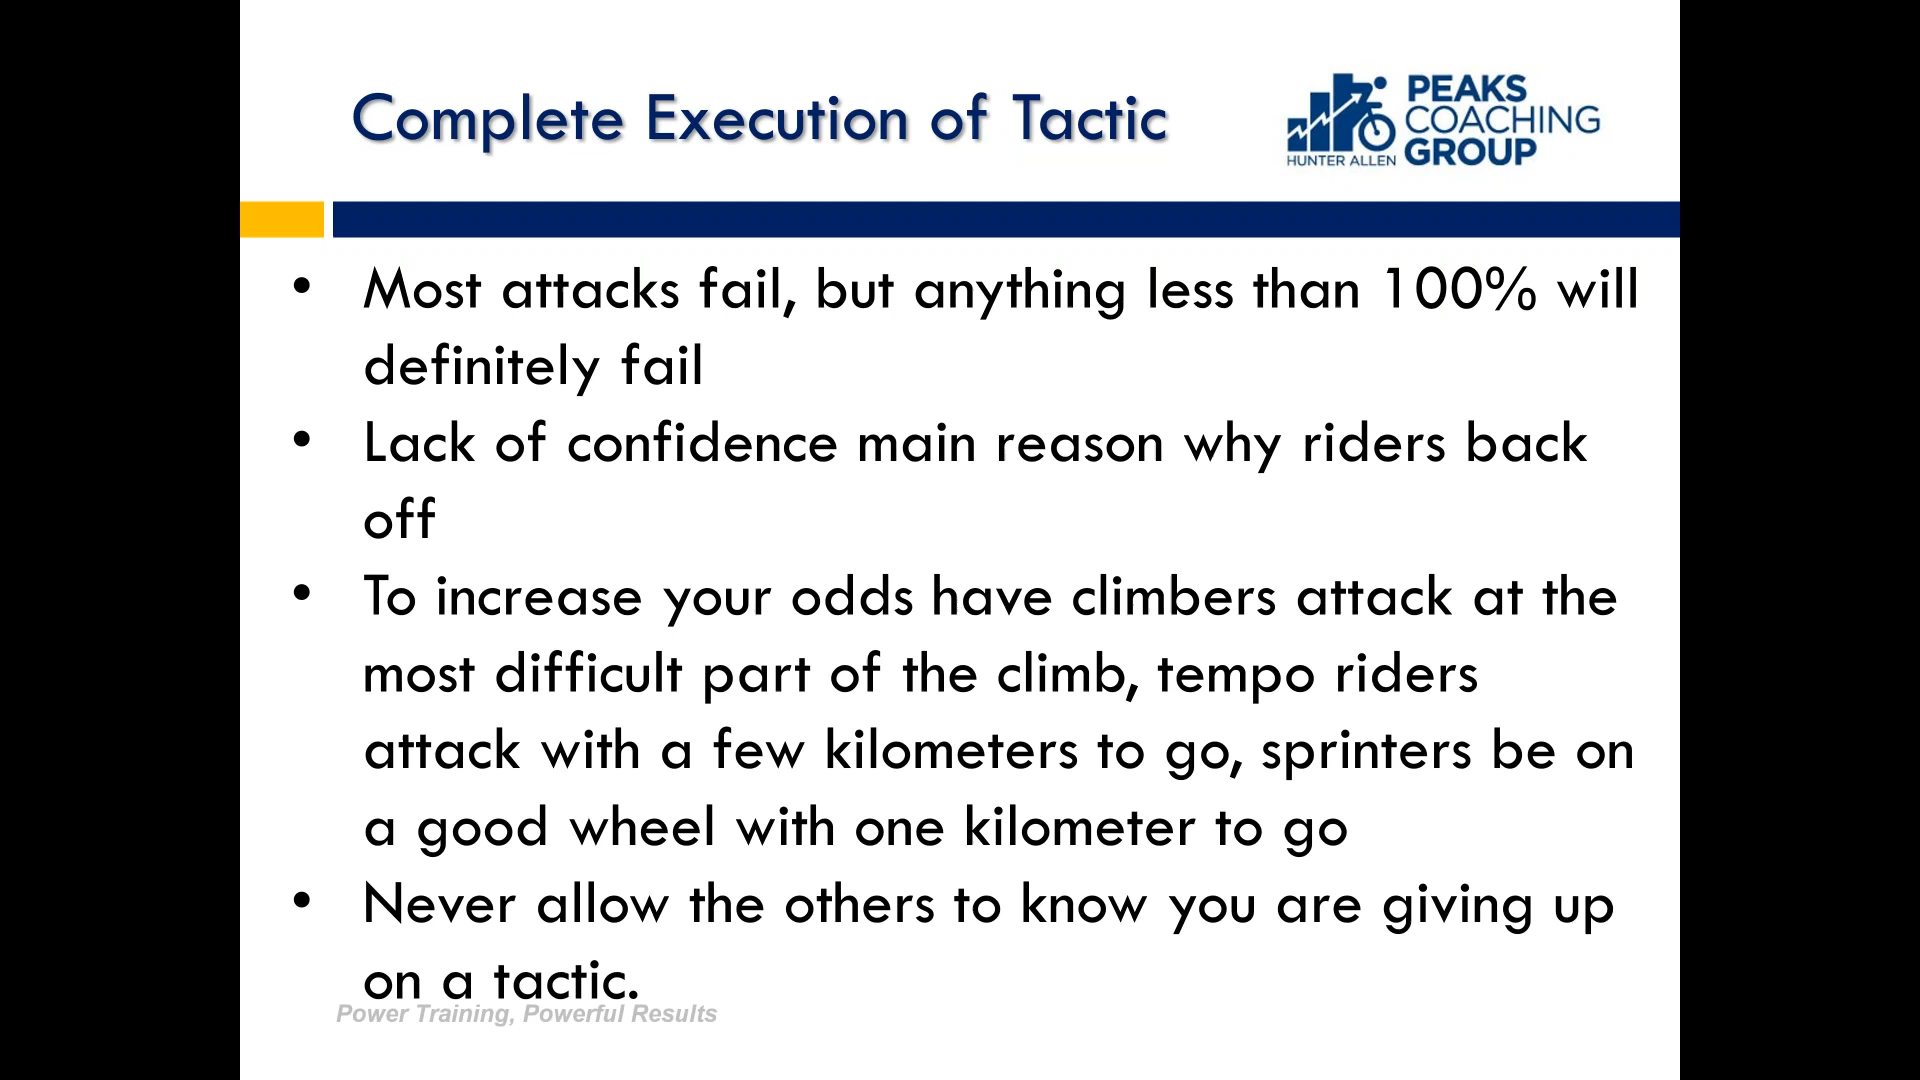 Complete Execution of Tactic
PEAKS
COACHING
HUNTER ALLEN GROUP
• Most attacks fail, but anything less than 100% will
definitely fail
• Lack of confidence main reason why riders back
off
• To increase your odds have climbers attack at the
most difficult part of the climb, tempo riders
attack with a few kilometers to go, sprinters be on
a good wheel with one kilometer to go
• Never allow the others to know you are giving up
on a tactic.
Power Training, Powerful Results